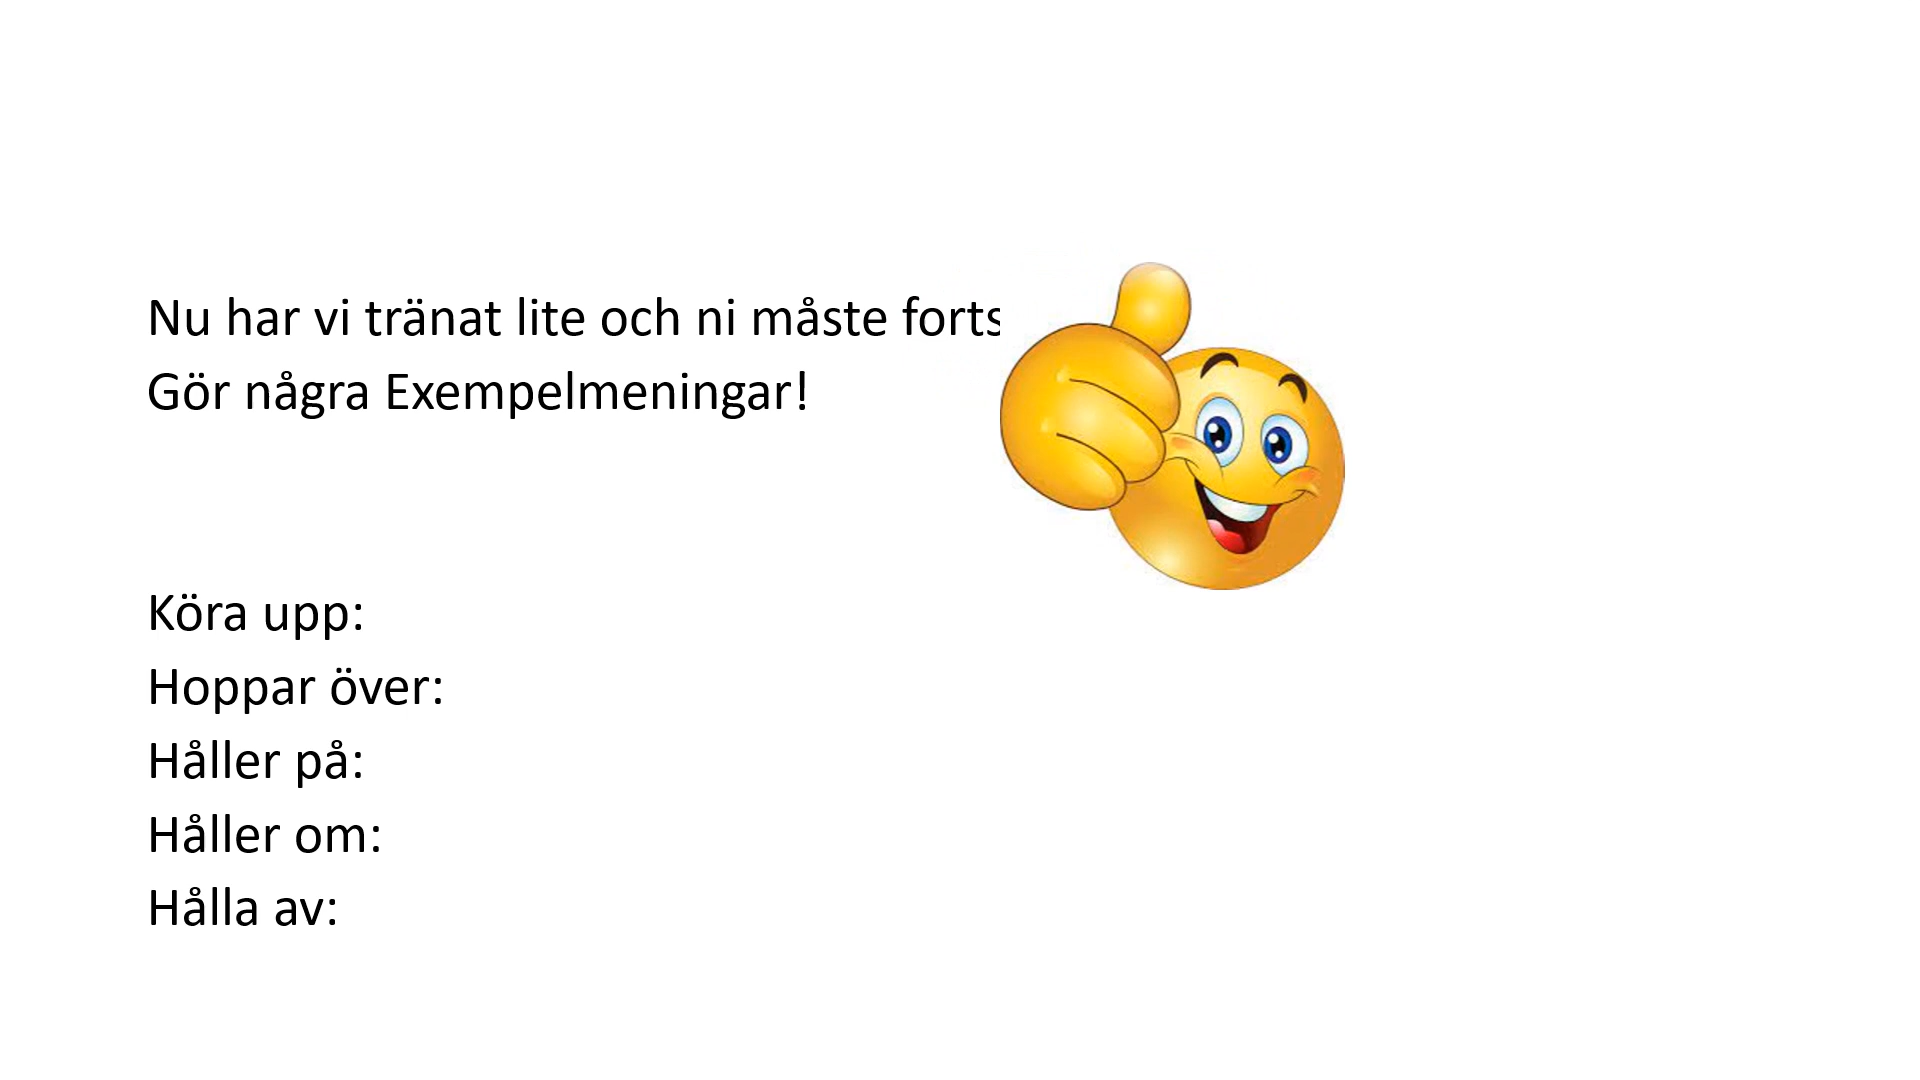 Nu har vi tränat lite och ni måste forts
Gör några Exempelmeningar!
Köra upp:
Hoppar över:
Håller på:
Håller om:
Hålla av: